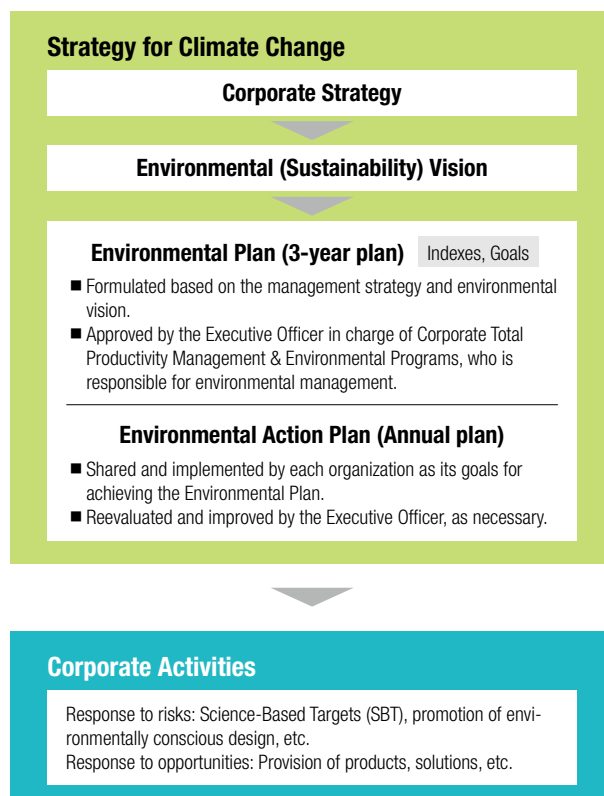 Strategy for Climate Change
Corporate Strategy
Environmental (Sustainability) Vision
Environmental Plan (3-year plan) Indexes, Goals
■ Formulated based on the management strategy and environmental
vision.
■ Approved by the Executive Officer in charge of Corporate Total
Productivity Management & Environmental Programs, who is
responsible for environmental management.
Environmental Action Plan (Annual plan)
■ Shared and implemented by each organization as its goals for
achieving the Environmental Plan.
■ Reevaluated and improved by the Executive Officer, as necessary.
Corporate Activities
Response to risks: Science-Based Targets (SBT), promotion of envi-
ronmentally conscious design, etc.
Response to opportunities: Provision of products, solutions, etc.